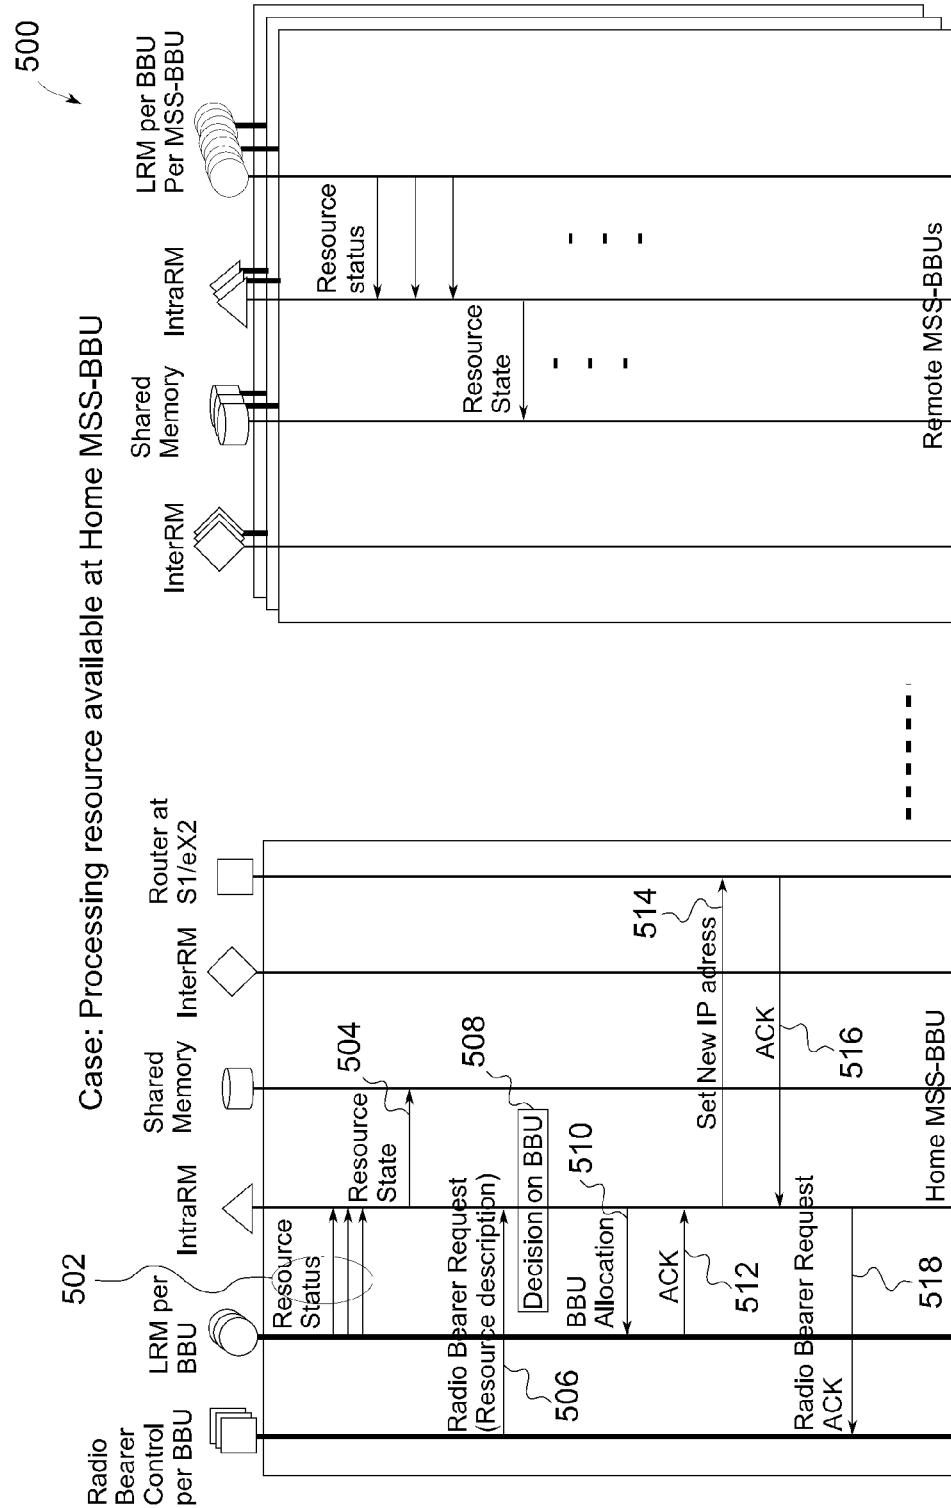 500
Case: Processing resource available at Home MSS-BBU
Radio
Bearer
Control
per BBU
LRM per
BBU
IntraRM
Shared
Memory
InterRM
Router at
S1/eX2
InterRM
Shared
Memory
IntraRM
LRM per BBU
Per MSS-BBU
502
Resource
Status
Resource
State
504
Radio Bearer Request
(Resource description)
506
508
Decision on BBU
BBU
Allocation
510
ACK
512
Set New IP adress
514
ACK
516
Radio Bearer Request
ACK
518
Home MSS-BBU
Resource
status
Resource
State
Remote MSS-BBUs